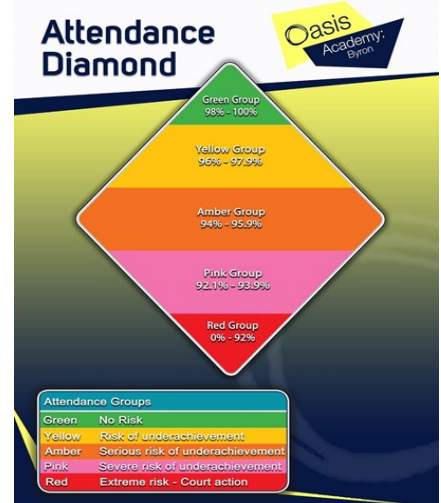 Attendance
Diamond
Oasis
Academy:
Byron
Green Group
98% - 100%
Yellow Group
96% - 97.9%
Amber Group
94% - 95.9%
Pink Group
92.1% - 93.9%
Red Group
0% - 92%
Attendance Groups
Green No Risk
Yellow Risk of underachievement
Amber Serious risk of underachievement
Pink Severe risk of underachievement
Red Extreme risk - Court action